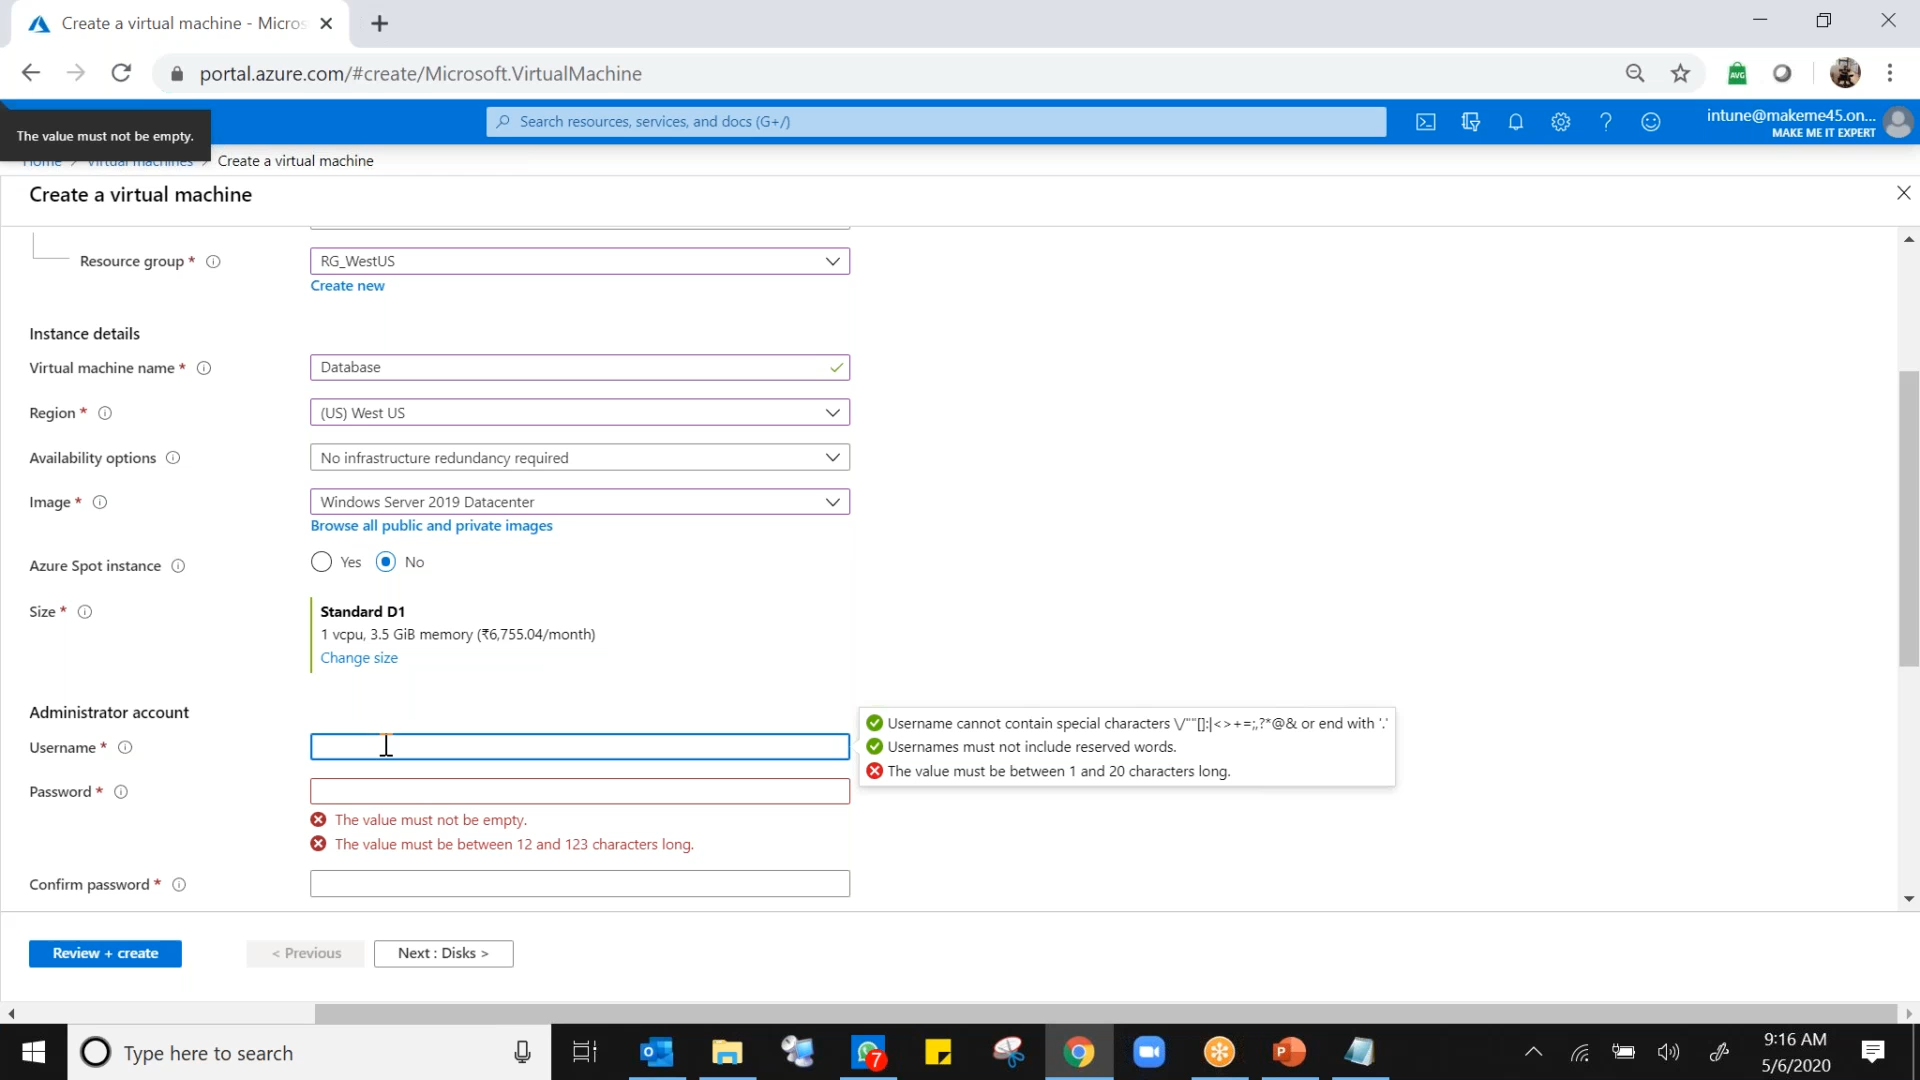 Create a virtual machine - Micros
portal.azure.com/#create/Microsoft.VirtualMachine
AVG
The value must not be empty.
Search resources, services, and docs (G+/)
intune@makeme45.on...
MAKE ME IT EXPERT
Home > Virtual machines > Create a virtual machine
Create a virtual machine
Resource group *
RG_WestUS
Create new
Instance details
Virtual machine name *
Database
Region *
(US) West US
Availability options
No infrastructure redundancy required
Image *
Windows Server 2019 Datacenter
Browse all public and private images
Azure Spot instance
Yes
No
Size *
Standard D1
1 vcpu, 3.5 GiB memory (₹6,755.04/month)
Change size
Administrator account
Username *
Username cannot contain special characters \/""[]:|<>+=;,?*@& or end with '.'
Usernames must not include reserved words.
The value must be between 1 and 20 characters long.
Password *
The value must not be empty.
The value must be between 12 and 123 characters long.
Confirm password *
Review + create
< Previous
Next : Disks >
Type here to search
7
9:16 AM
5/6/2020